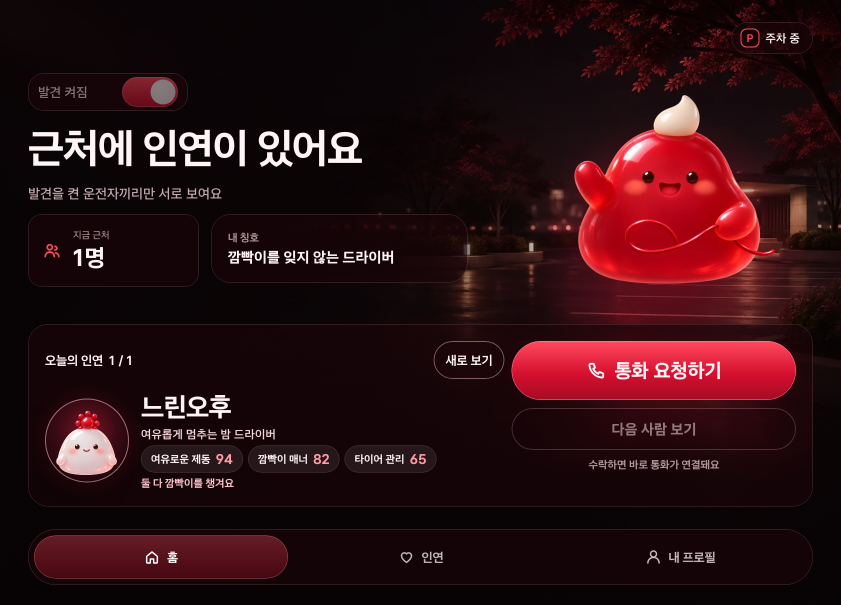 P 주차 중
발견 켜짐
근처에 인연이 있어요
발견을 켠 운전자끼리만 서로 보여요
지금 근처
1명
내 칭호
깜빡이를 잊지 않는 드라이버
오늘의 인연 1 / 1
새로 보기
통화 요청하기
느린오후
여유롭게 멈추는 밤 드라이버
다음 사람 보기
여유로운 제동 94
깜빡이 매너 82
타이어 관리 65
수락하면 바로 통화가 연결돼요
둘 다 깜빡이를 챙겨요
홈
인연
내 프로필